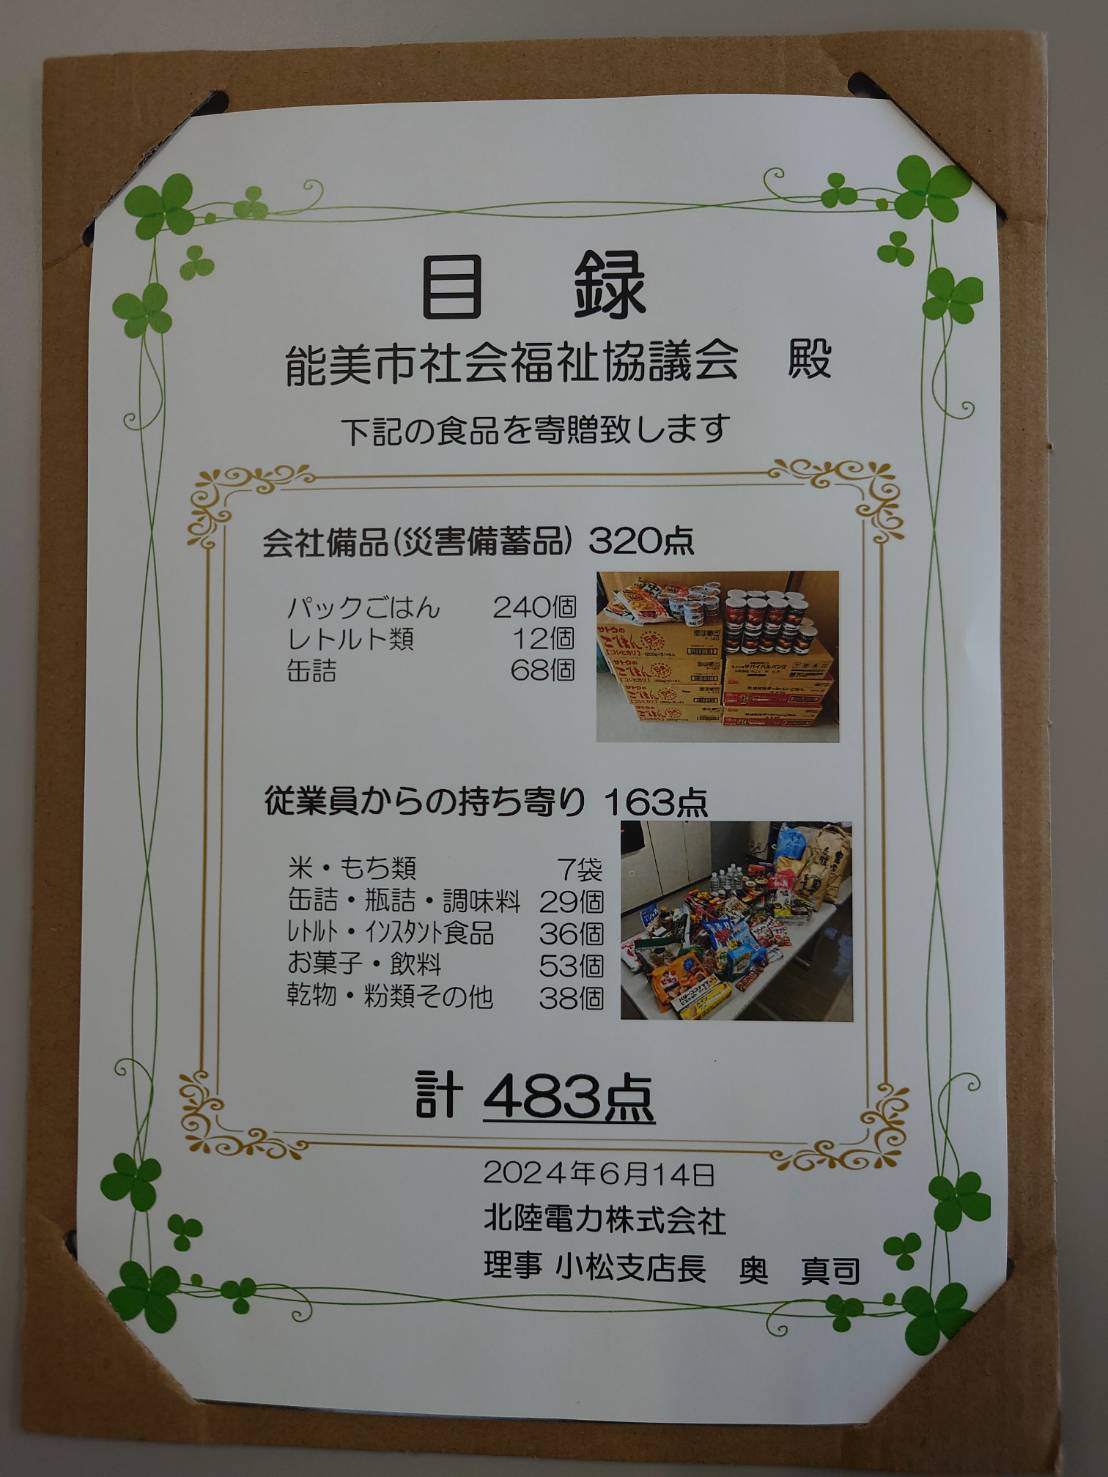 目 録
能美市社会福祉協議会 殿
下記の食品を寄贈致します
会社備品(災害備蓄品) 320点
パックごはん 240個
レトルト類 12個
缶詰 68個
サトウの
ごはん
従業員からの持ち寄り 163点
米・もち類 7袋
缶詰・瓶詰・調味料 29個
ﾚﾄﾙﾄ・ｲﾝｽﾀﾝﾄ食品 36個
お菓子・飲料 53個
乾物・粉類その他 38個
計 483点
2024年6月14日
北陸電力株式会社
理事 小松支店長 奥 真司